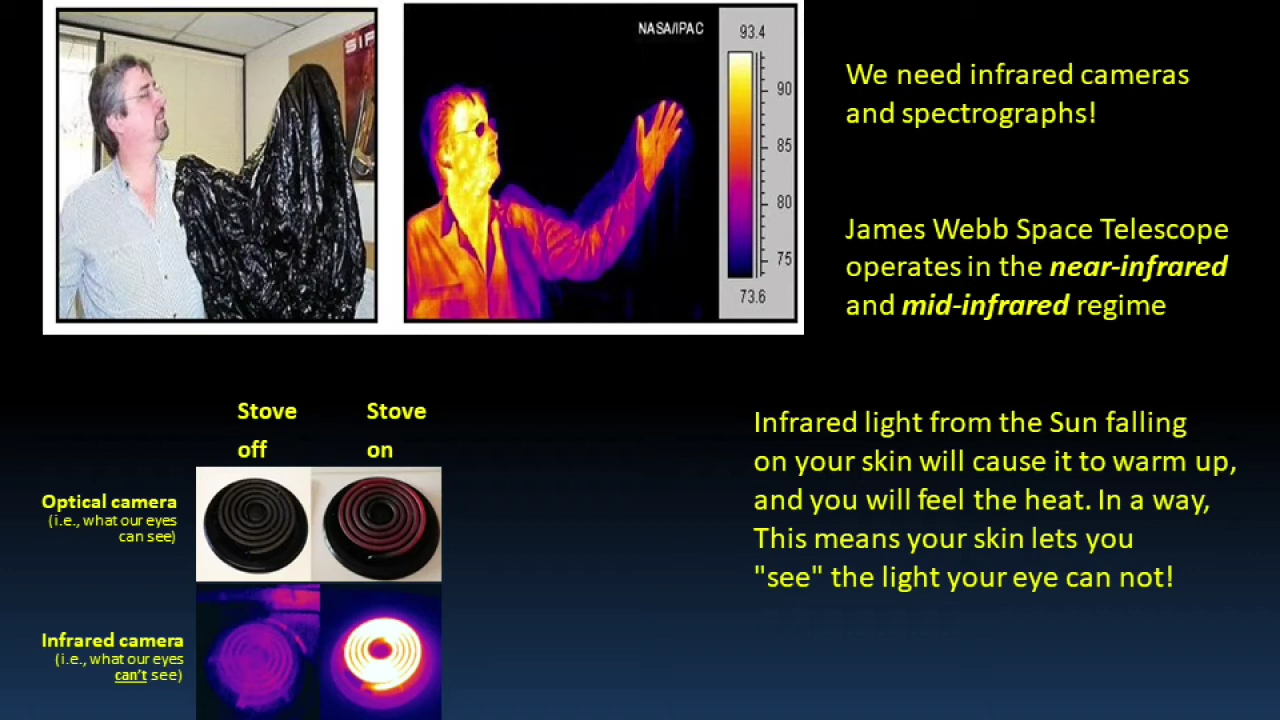 SIF
NASA/IPAC
93.4
90
85
80
75
73.6
We need infrared cameras
and spectrographs!
James Webb Space Telescope
operates in the near-infrared
and mid-infrared regime
Stove
off
Stove
on
Optical camera
(i.e., what our eyes
can see)
Infrared camera
(i.e., what our eyes
can't see)
Infrared light from the Sun falling
on your skin will cause it to warm up,
and you will feel the heat. In a way,
This means your skin lets you
"see" the light your eye can not!